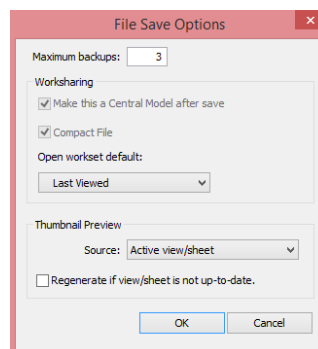 File Save Options
Maximum backups: 3
Worksharing
Make this a Central Model after save
Compact File
Open workset default:
Last Viewed
Thumbnail Preview
Source: Active view/sheet
Regenerate if view/sheet is not up-to-date.
OK Cancel